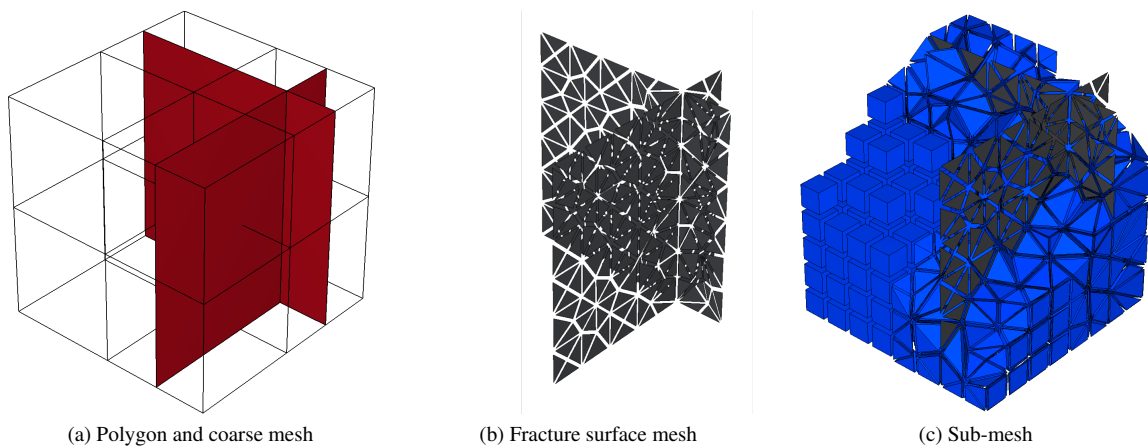 (a) Polygon and coarse mesh
(b) Fracture surface mesh
(c) Sub-mesh